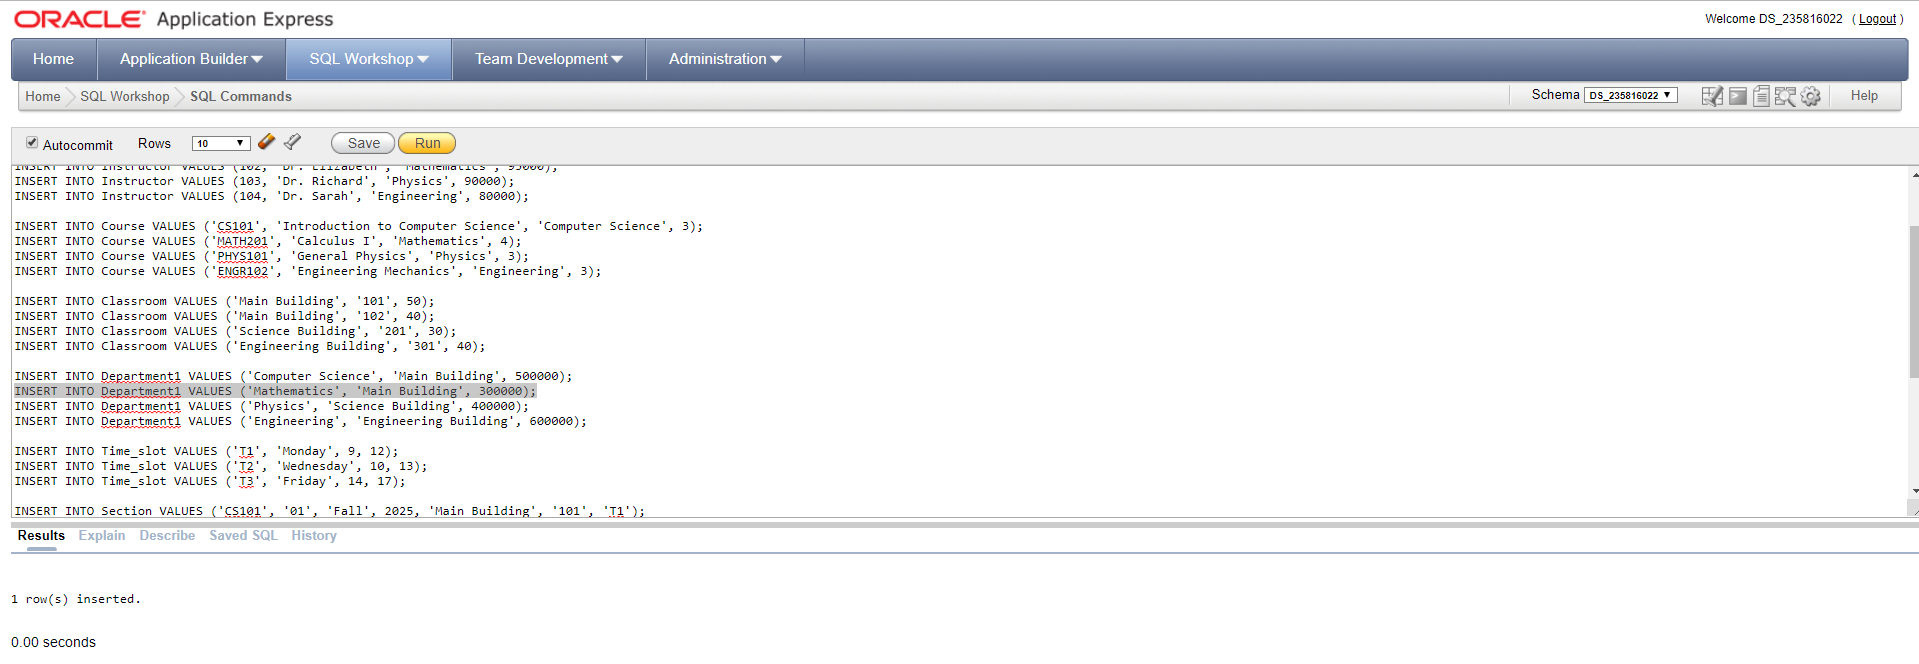 ORACLE Application Express
Welcome DS_235816022 ( Logout )
Home Application Builder SQL Workshop Team Development Administration
Home SQL Workshop SQL Commands Schema DS_235816022 Help
Autocommit Rows 10 Save Run
INSERT INTO Instructor VALUES (102, 'Dr. Elizabeth', 'Mathematics', 95000);
INSERT INTO Instructor VALUES (103, 'Dr. Richard', 'Physics', 90000);
INSERT INTO Instructor VALUES (104, 'Dr. Sarah', 'Engineering', 80000);
INSERT INTO Course VALUES ('CS101', 'Introduction to Computer Science', 'Computer Science', 3);
INSERT INTO Course VALUES ('MATH201', 'Calculus I', 'Mathematics', 4);
INSERT INTO Course VALUES ('PHYS101', 'General Physics', 'Physics', 3);
INSERT INTO Course VALUES ('ENGR102', 'Engineering Mechanics', 'Engineering', 3);
INSERT INTO Classroom VALUES ('Main Building', '101', 50);
INSERT INTO Classroom VALUES ('Main Building', '102', 40);
INSERT INTO Classroom VALUES ('Science Building', '201', 30);
INSERT INTO Classroom VALUES ('Engineering Building', '301', 40);
INSERT INTO Department1 VALUES ('Computer Science', 'Main Building', 500000);
INSERT INTO Department1 VALUES ('Mathematics', 'Main Building', 300000);
INSERT INTO Department1 VALUES ('Physics', 'Science Building', 400000);
INSERT INTO Department1 VALUES ('Engineering', 'Engineering Building', 600000);
INSERT INTO Time_slot VALUES ('T1', 'Monday', 9, 12);
INSERT INTO Time_slot VALUES ('T2', 'Wednesday', 10, 13);
INSERT INTO Time_slot VALUES ('T3', 'Friday', 14, 17);
INSERT INTO Section VALUES ('CS101', '01', 'Fall', 2025, 'Main Building', '101', 'T1');
Results Explain Describe Saved SQL History
1 row(s) inserted.
0.00 seconds